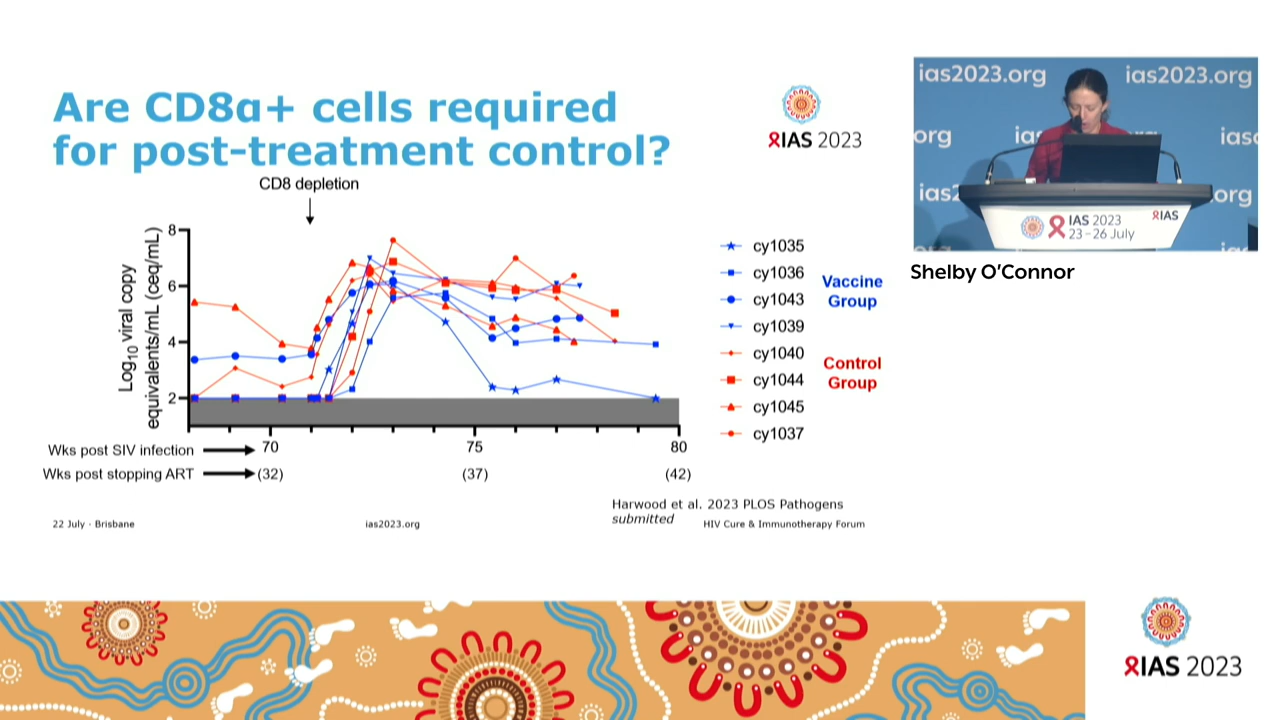 Are CD8α+ cells required
for post-treatment control?
IAS 2023
CD8 depletion
Log10 viral copy
equivalents/mL (ceq/mL)
8
6
4
2
cy1035
cy1036
cy1043
cy1039
cy1040
cy1044
cy1045
cy1037
Vaccine
Group
Control
Group
Wks post SIV infection
70
75
80
Wks post stopping ART
(32)
(37)
(42)
Harwood et al. 2023 PLOS Pathogens
submitted
22 July · Brisbane
ias2023.org
HIV Cure & Immunotherapy Forum
ias2023.org
ias2023.org
org
ias
ias2
.org
IAS 2023
23 – 26 July
IAS
Shelby O'Connor
IAS 2023